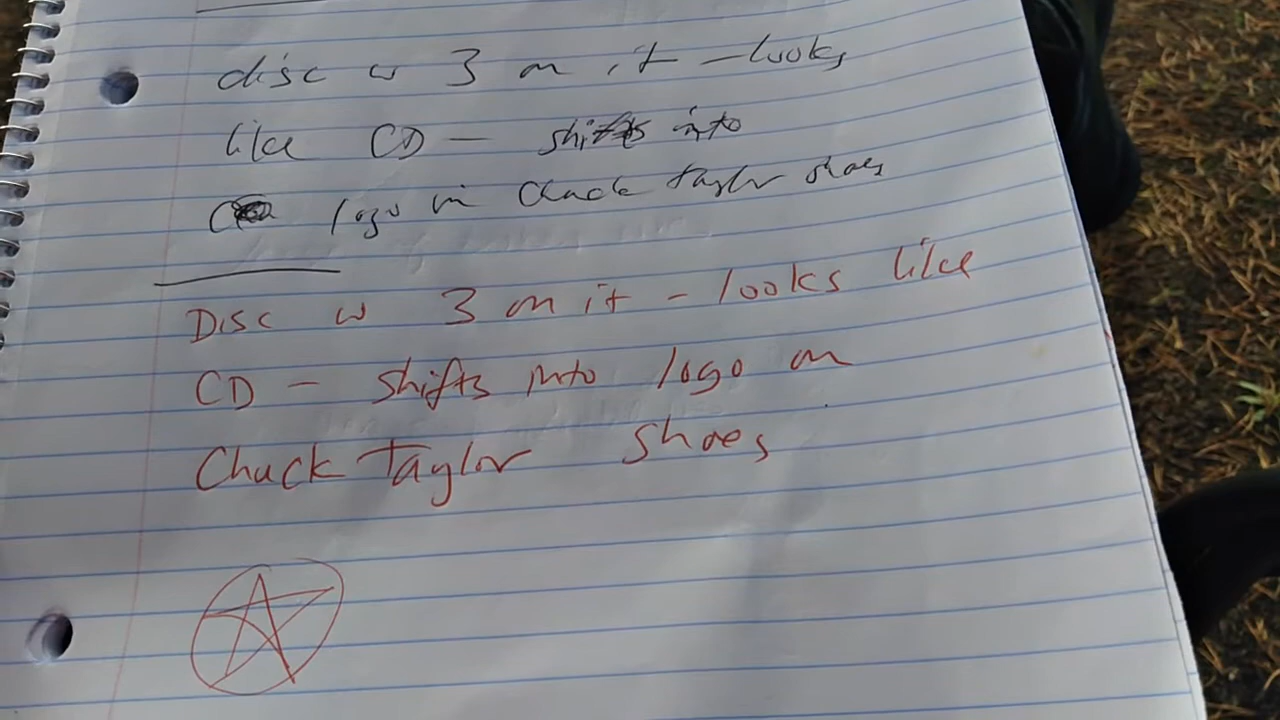 disc w 3 on it - looks
like CD - shifts into
logo in Chuck Taylor shoes
Disc w 3 on it - looks like
CD - shifts into logo on
Chuck Taylor Shoes